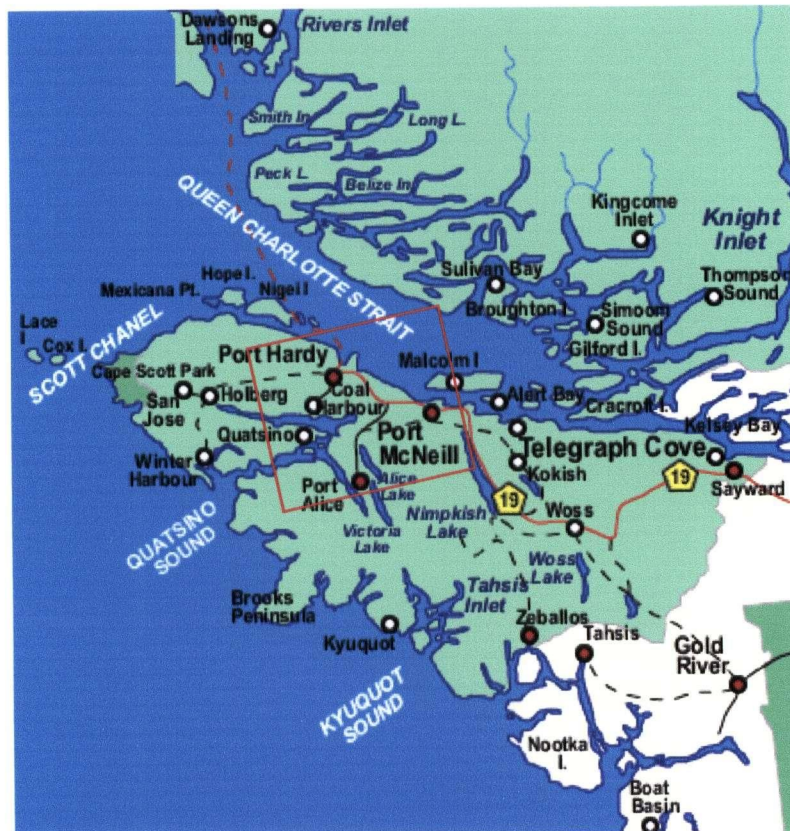 Dawsons
Landing
Rivers Inlet
Smith In
Long L.
Peck L.
Belize In
QUEEN CHARLOTTE STRAIT
Kingcome
Inlet
Knight
Inlet
Sulivan Bay
Thompson
Sound
Hope I.
Mexicana Pt.
Nigei I
Broughton I.
Simoom
Sound
Gilford I.
Lace
I
Cox I.
SCOTT CHANEL
Cape Scott Park
Port Hardy
Malcolm I
San
Jose
Holberg
Coal
Harbour
Alert Bay
Cracroft I.
Kelsey Bay
Quatsino
Port
McNeill
Telegraph Cove
Winter
Harbour
Kokish
19
Sayward
Port
Alice
Alice
Lake
19
QUATSINO
SOUND
Victoria
Lake
Nimpkish
Lake
Woss
Woss
Lake
Tahsis
Inlet
Brooks
Peninsula
Zeballos
Tahsis
Kyuquot
Gold
River
KYUQUOT
SOUND
Nootka
I.
Boat
Basin